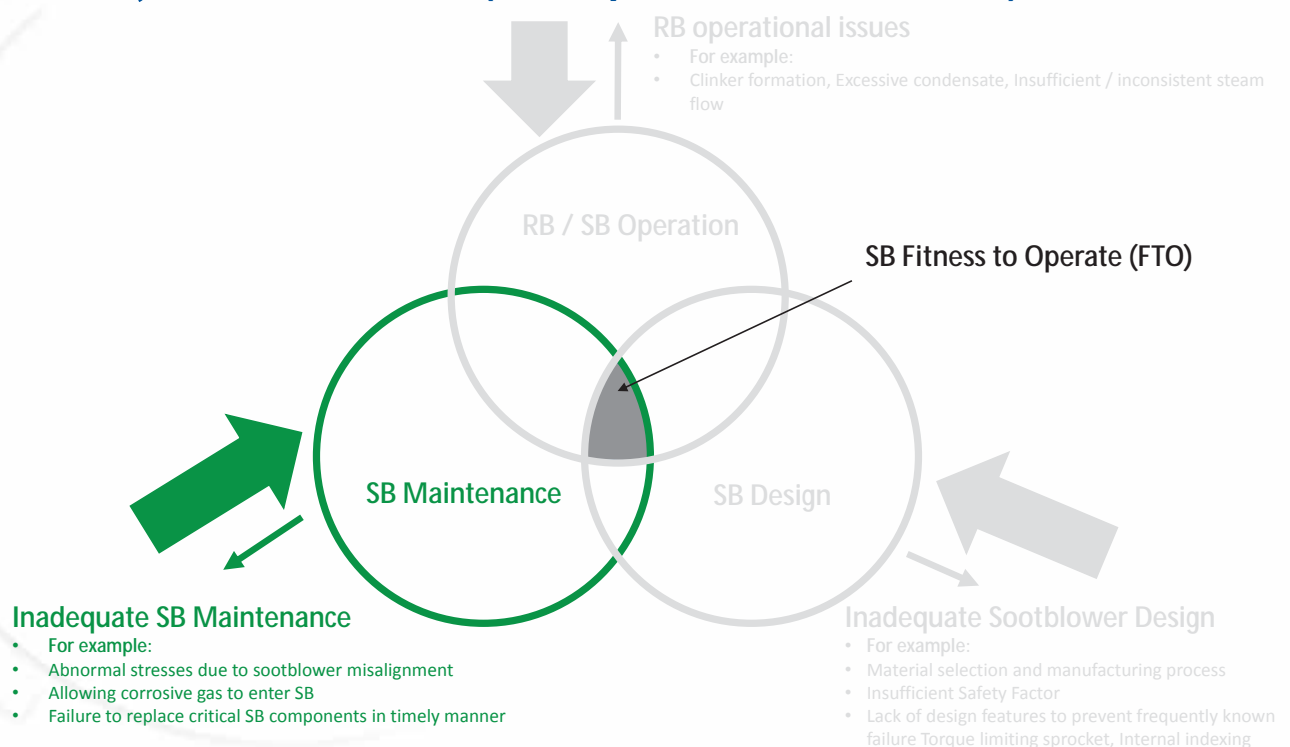 RB operational issues
• For example:
• Clinker formation, Excessive condensate, Insufficient / inconsistent steam
flow
RB / SB Operation
SB Fitness to Operate (FTO)
SB Maintenance
SB Design
Inadequate SB Maintenance
• For example:
• Abnormal stresses due to sootblower misalignment
• Allowing corrosive gas to enter SB
• Failure to replace critical SB components in timely manner
Inadequate Sootblower Design
• For example:
• Material selection and manufacturing process
• Insufficient Safety Factor
• Lack of design features to prevent frequently known
failure Torque limiting sprocket, Internal indexing